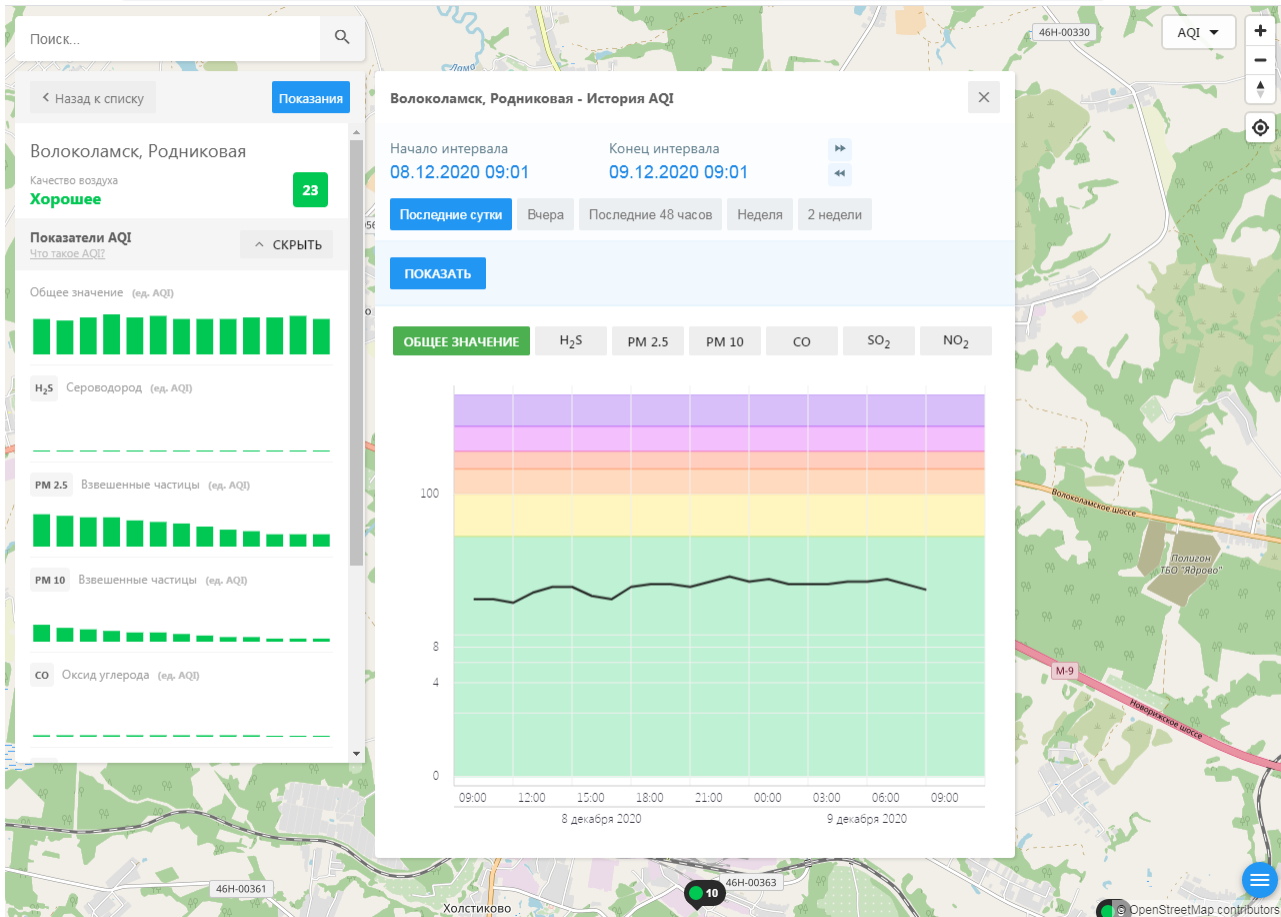 Поиск...
Назад к списку
Показания
Волоколамск, Родниковая
Качество воздуха
Хорошее
23
Показатели AQI
Что такое AQI?
СКРЫТЬ
Общее значение (ед. AQI)
H₂S Сероводород (ед. AQI)
PM 2.5 Взвешенные частицы (ед. AQI)
PM 10 Взвешенные частицы (ед. AQI)
CO Оксид углерода (ед. AQI)
Волоколамск, Родниковая - История AQI
Начало интервала
08.12.2020 09:01
Конец интервала
09.12.2020 09:01
Последние сутки
Вчера
Последние 48 часов
Неделя
2 недели
ПОКАЗАТЬ
ОБЩЕЕ ЗНАЧЕНИЕ
H₂S
PM 2.5
PM 10
CO
SO₂
NO₂
100
8
4
0
09:00 12:00 15:00 18:00 21:00 00:00 03:00 06:00 09:00
8 декабря 2020
9 декабря 2020
Ламо
46Н-00330
AQI
Волоколамское шоссе
Полигон
ТБО "Ядрово"
М-9
Новорижское шоссе
46Н-00361
46Н-00363
10
Холстиково
© OpenStreetMap contributors